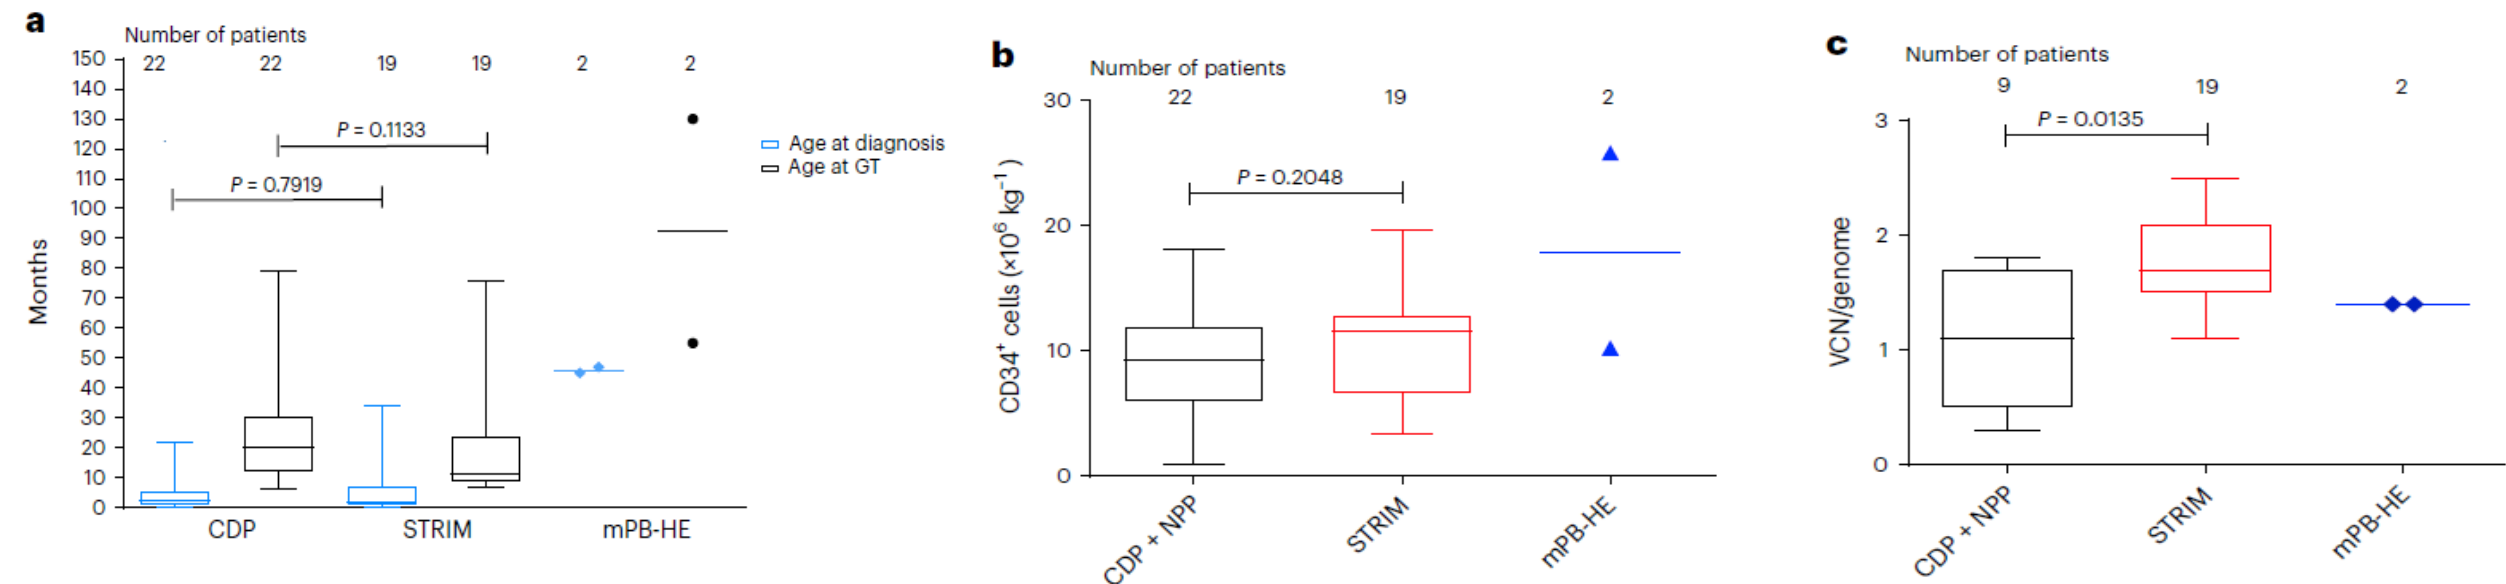 a
Number of patients
22 22 19 19 2 2
150
140
130
120
110
100
90
80
70
60
50
40
30
20
10
0
Months
P = 0.1133
P = 0.7919
Age at diagnosis
Age at GT
CDP STRIM mPB-HE
b
Number of patients
22 19 2
30
20
10
0
CD34⁺ cells (×10⁶ kg⁻¹)
P = 0.2048
CDP + NPP STRIM mPB-HE
c
Number of patients
9 19 2
3
2
1
0
VCN/genome
P = 0.0135
CDP + NPP STRIM mPB-HE